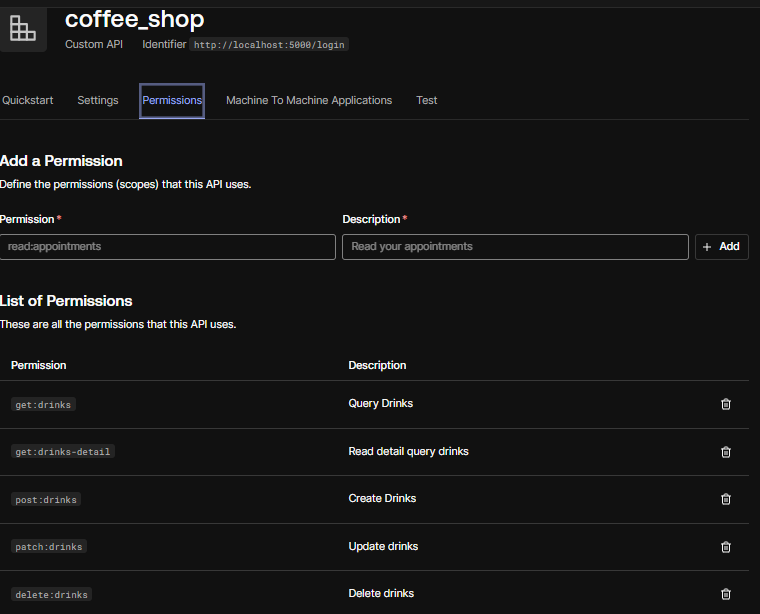 coffee_shop
Custom API Identifier http://localhost:5000/login
Quickstart Settings Permissions Machine To Machine Applications Test
Add a Permission
Define the permissions (scopes) that this API uses.
Permission * Description *
read:appointments Read your appointments + Add
List of Permissions
These are all the permissions that this API uses.
Permission Description
get:drinks Query Drinks
get:drinks-detail Read detail query drinks
post:drinks Create Drinks
patch:drinks Update drinks
delete:drinks Delete drinks